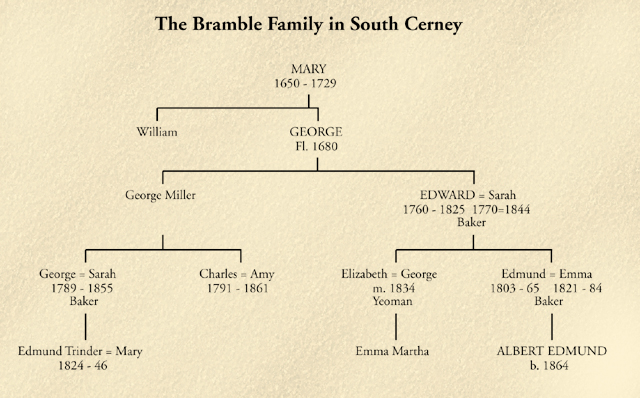 The Bramble Family in South Cerney
MARY
1650 - 1729
William
GEORGE
Fl. 1680
George Miller
EDWARD = Sarah
1760 - 1825 1770=1844
Baker
George = Sarah
1789 - 1855
Baker
Charles = Amy
1791 - 1861
Elizabeth = George
m. 1834
Yeoman
Edmund = Emma
1803 - 65 1821 - 84
Baker
Edmund Trinder = Mary
1824 - 46
Emma Martha
ALBERT EDMUND
b. 1864